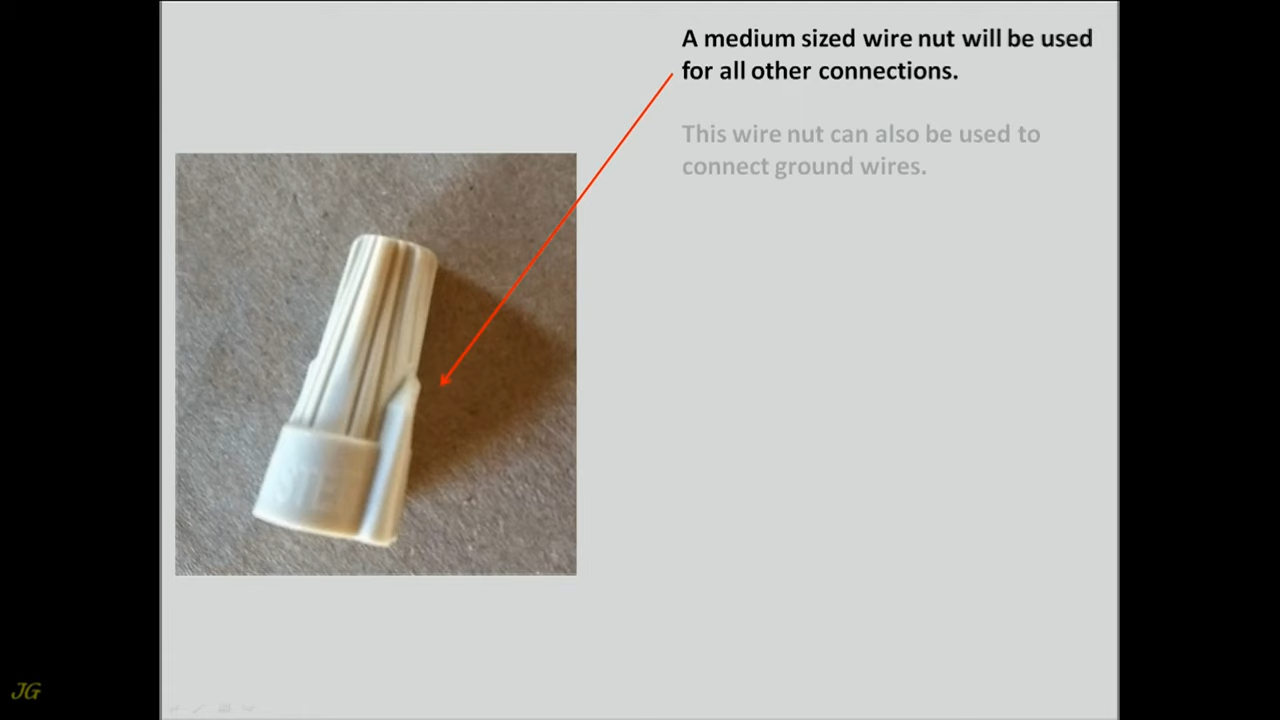 A medium sized wire nut will be used
for all other connections.
This wire nut can also be used to
connect ground wires.
JG